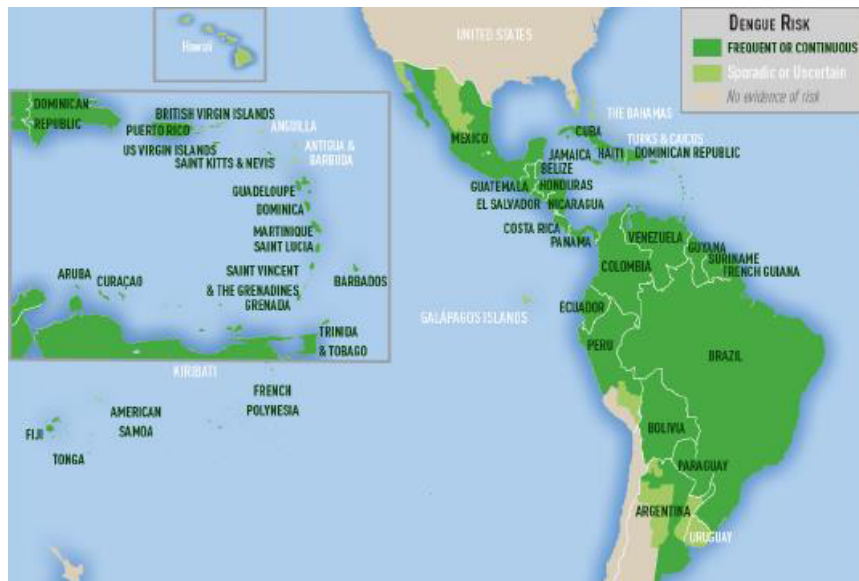 DENGUE RISK
FREQUENT OR CONTINUOUS
Sporadic or Uncertain
No evidence of risk
Hawaii
UNITED STATES
DOMINICAN
REPUBLIC
BRITISH VIRGIN ISLANDS
PUERTO RICO
ANGUILLA
US VIRGIN ISLANDS
ANTIGUA &
BARBUDA
SAINT KITTS & NEVIS
GUADELOUPE
DOMINICA
MARTINIQUE
SAINT LUCIA
SAINT VINCENT
& THE GRENADINES
BARBADOS
GRENADA
ARUBA
CURAÇAO
TRINIDA
& TOBAGO
MEXICO
THE BAHAMAS
CUBA
TURKS & CAICOS
JAMAICA
HAITI
DOMINICAN REPUBLIC
BELIZE
GUATEMALA
HONDURAS
EL SALVADOR
NICARAGUA
COSTA RICA
PANAMA
VENEZUELA
GUYANA
SURINAME
FRENCH GUIANA
COLOMBIA
GALÁPAGOS ISLANDS
ECUADOR
PERU
BRAZIL
KIRIBATI
FRENCH
POLYNESIA
AMERICAN
SAMOA
FIJI
TONGA
BOLIVIA
PARAGUAY
ARGENTINA
URUGUAY